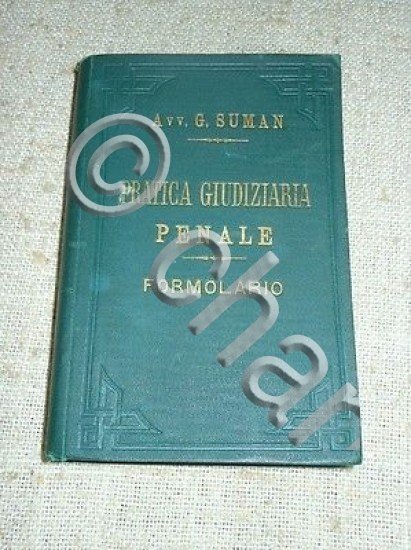 Avv. G. SUMAN
PRATICA GIUDIZIARIA
PENALE
FORMOLARIO
© char